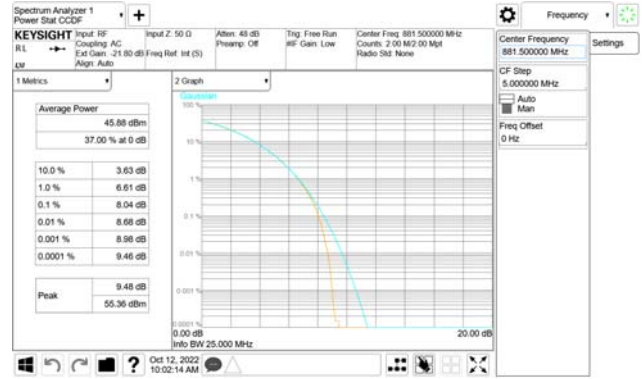 Spectrum Analyzer 1
Power Stat CCDF
+
Frequency
KEYSIGHT
RL
LU
Input: RF
Coupling: AC
Ext Gain: -21.80 dB
Align: Auto
Input Z: 50 Ω
Freq Ref: Int (S)
Atten: 48 dB
Preamp: Off
Trig: Free Run
#IF Gain: Low
Center Freq: 881.500000 MHz
Counts: 2.00 M/2.00 Mpt
Radio Std: None
Center Frequency
881.500000 MHz
Settings
CF Step
5.000000 MHz
Auto
Man
Freq Offset
0 Hz
1 Metrics
2 Graph
Average Power
45.88 dBm
37.00 % at 0 dB
10.0 % 3.63 dB
1.0 % 6.61 dB
0.1 % 8.04 dB
0.01 % 8.68 dB
0.001 % 8.98 dB
0.0001 % 9.46 dB
Peak
9.48 dB
55.36 dBm
Gaussian
100 %
10 %
1 %
0.1 %
0.01 %
0.001 %
0.0001 %
0.00 dB 20.00 dB
Info BW 25.000 MHz
?
Oct 12, 2022
10:02:14 AM